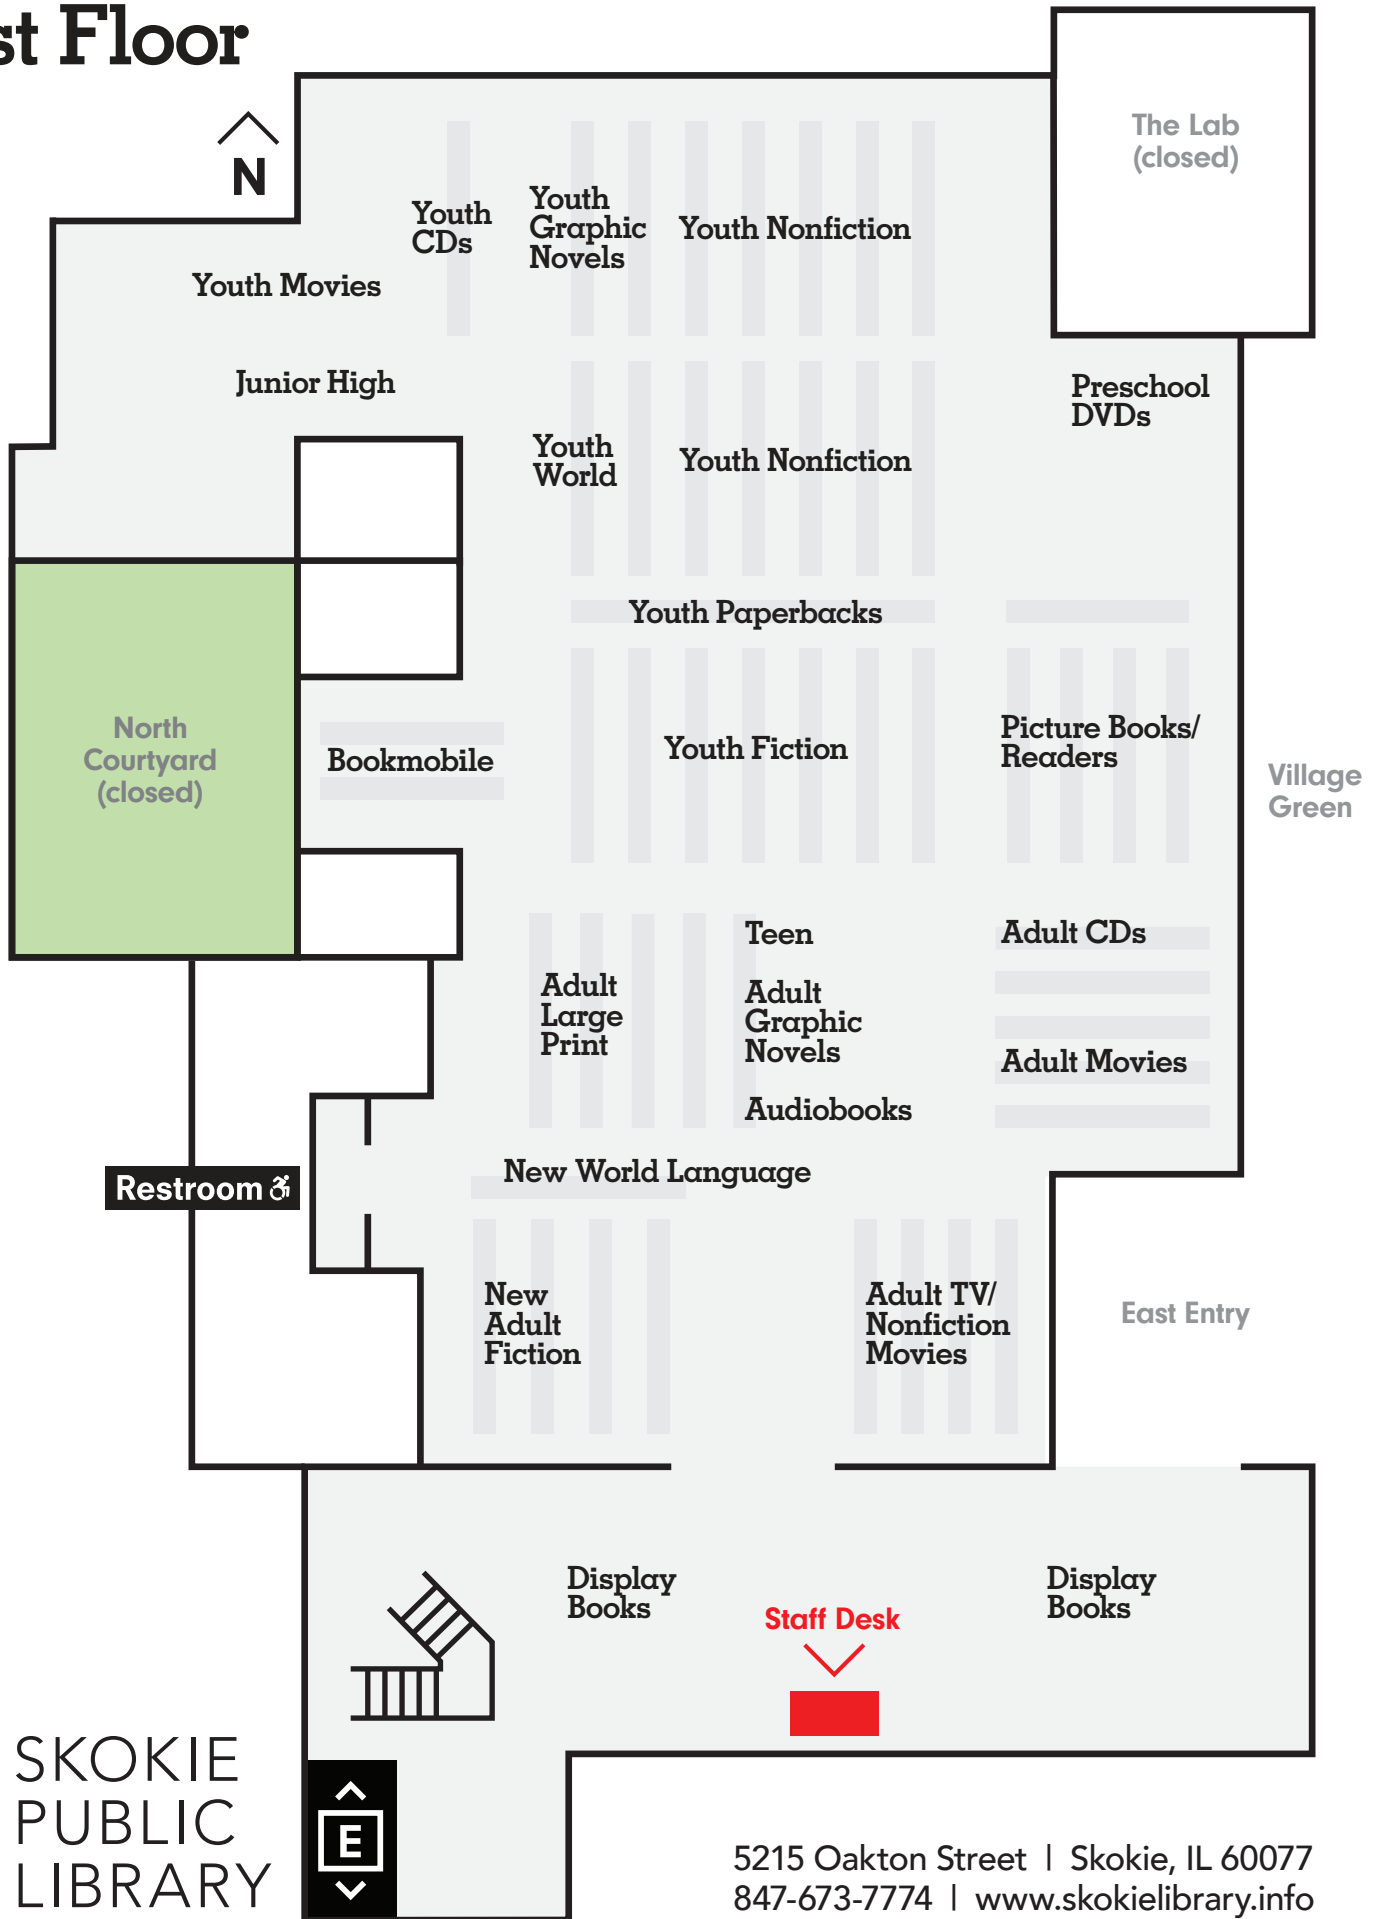 st Floor
N
The Lab
(closed)
Youth
CDs
Youth
Graphic
Novels
Youth Nonfiction
Youth Movies
Junior High
Preschool
DVDs
Youth
World
Youth Nonfiction
Youth Paperbacks
North
Courtyard
(closed)
Bookmobile
Youth Fiction
Picture Books/
Readers
Village
Green
Teen
Adult CDs
Adult
Large
Print
Adult
Graphic
Novels
Adult Movies
Audiobooks
New World Language
Restroom
New
Adult
Fiction
Adult TV/
Nonfiction
Movies
East Entry
Display
Books
Staff Desk
Display
Books
E
SKOKIE
PUBLIC
LIBRARY
5215 Oakton Street | Skokie, IL 60077
847-673-7774 | www.skokielibrary.info